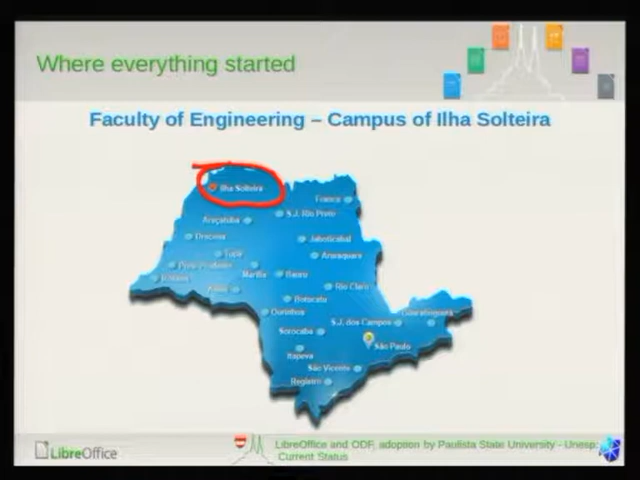 Where everything started
Faculty of Engineering – Campus of Ilha Solteira
Ilha Solteira
Franca
S.J. Rio Preto
Araçatuba
Dracena
Jaboticabal
Tupã
Araraquara
Marília
Bauru
Rio Claro
Botucatu
Ourinhos
S.J. dos Campos
Guaratinguetá
Sorocaba
São Paulo
Itapeva
São Vicente
Registro
LibreOffice
LibreOffice and ODF, adoption by Paulista State University - Unesp:
Current Status